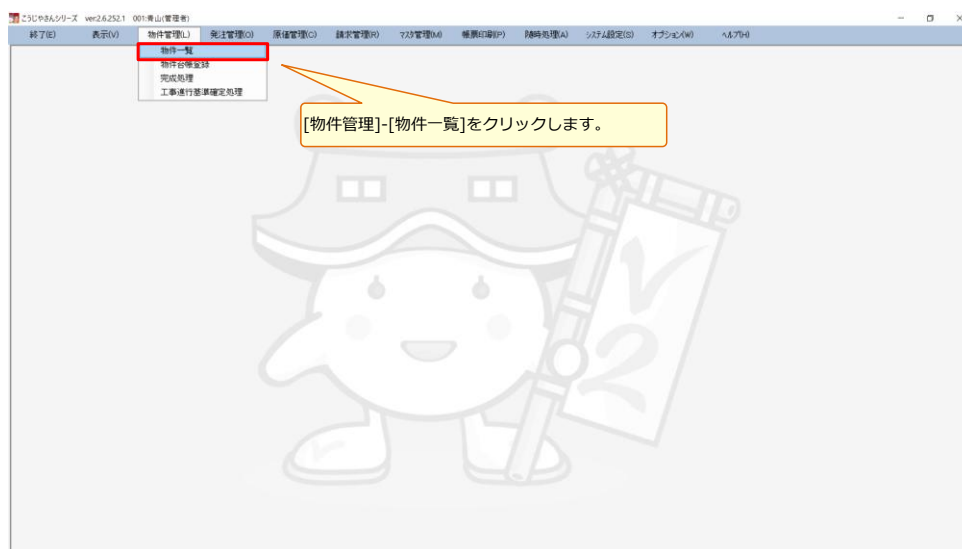 こうじやさんシリーズ ver.2.6.252.1 001:青山(管理者)
終了(E) 表示(V) 物件管理(L) 発注管理(O) 原価管理(C) 請求管理(R) マスタ管理(M) 帳票印刷(P) 随時処理(A) システム設定(S) オプション(W) ヘルプ(H)
物件一覧
物件台帳登録
完成処理
工事進行基準確定処理
[物件管理]-[物件一覧]をクリックします。
V2